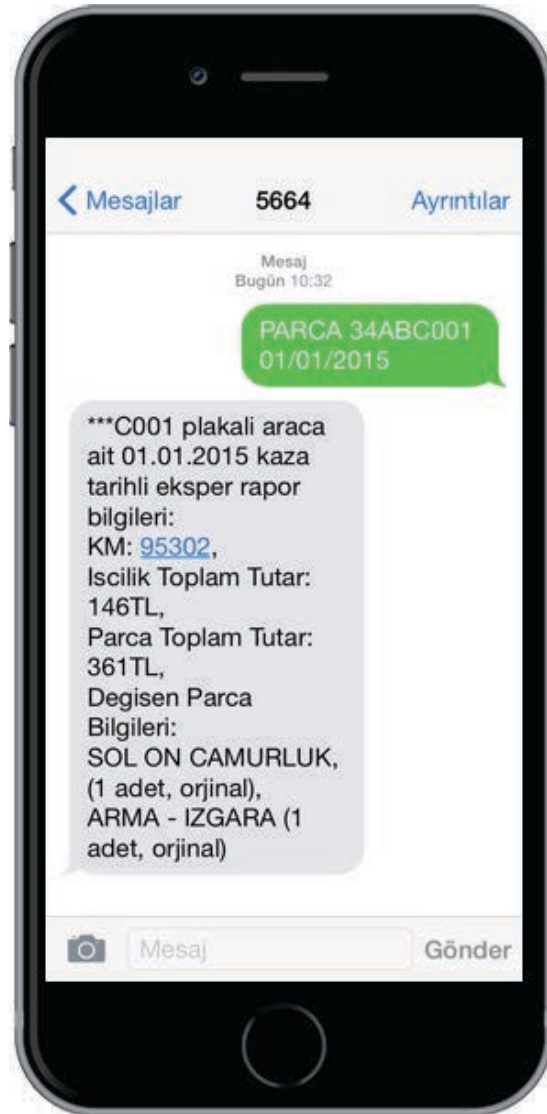 Mesajlar 5664 Ayrıntılar
Mesaj
Bugün 10:32
PARCA 34ABC001
01/01/2015
***C001 plakali araca
ait 01.01.2015 kaza
tarihli eksper rapor
bilgileri:
KM: 95302,
Iscilik Toplam Tutar:
146TL,
Parca Toplam Tutar:
361TL,
Degisen Parca
Bilgileri:
SOL ON CAMURLUK,
(1 adet, orjinal),
ARMA - IZGARA (1
adet, orjinal)
Mesaj Gönder